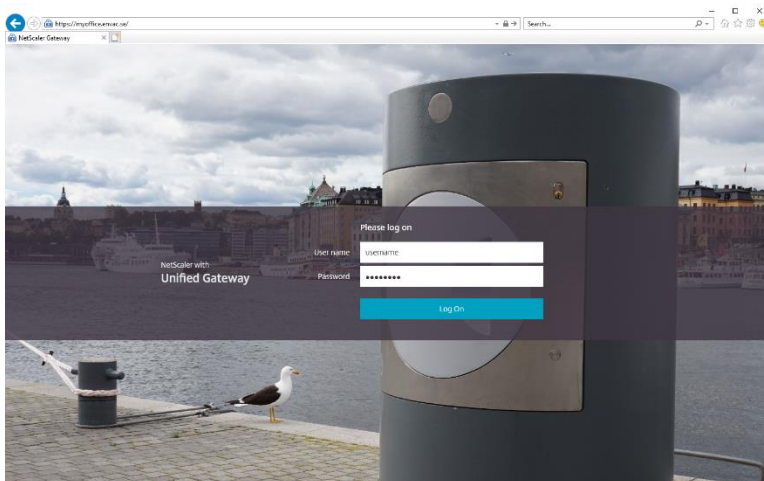 https://myoffice.envac.se/
Search...
NetScaler Gateway
Please log on
User name
username
NetScaler with
Unified Gateway
Password
••••••••
Log On